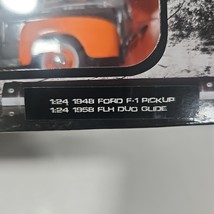 1:24 1948 FORD F-1 PICKUP
1:24 1958 FLH DUO GLIDE